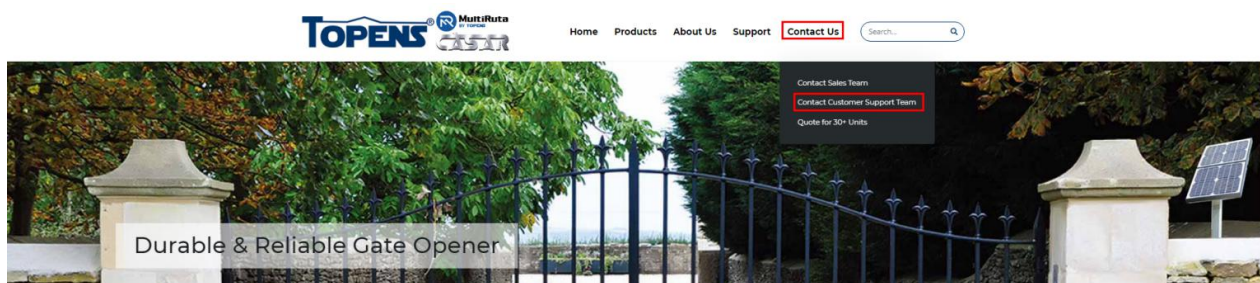 TOPENS® MultiRuta
BY TOPENS
CASAR
Home Products About Us Support Contact Us Search...
Contact Sales Team
Contact Customer Support Team
Quote for 30+ Units
Durable & Reliable Gate Opener